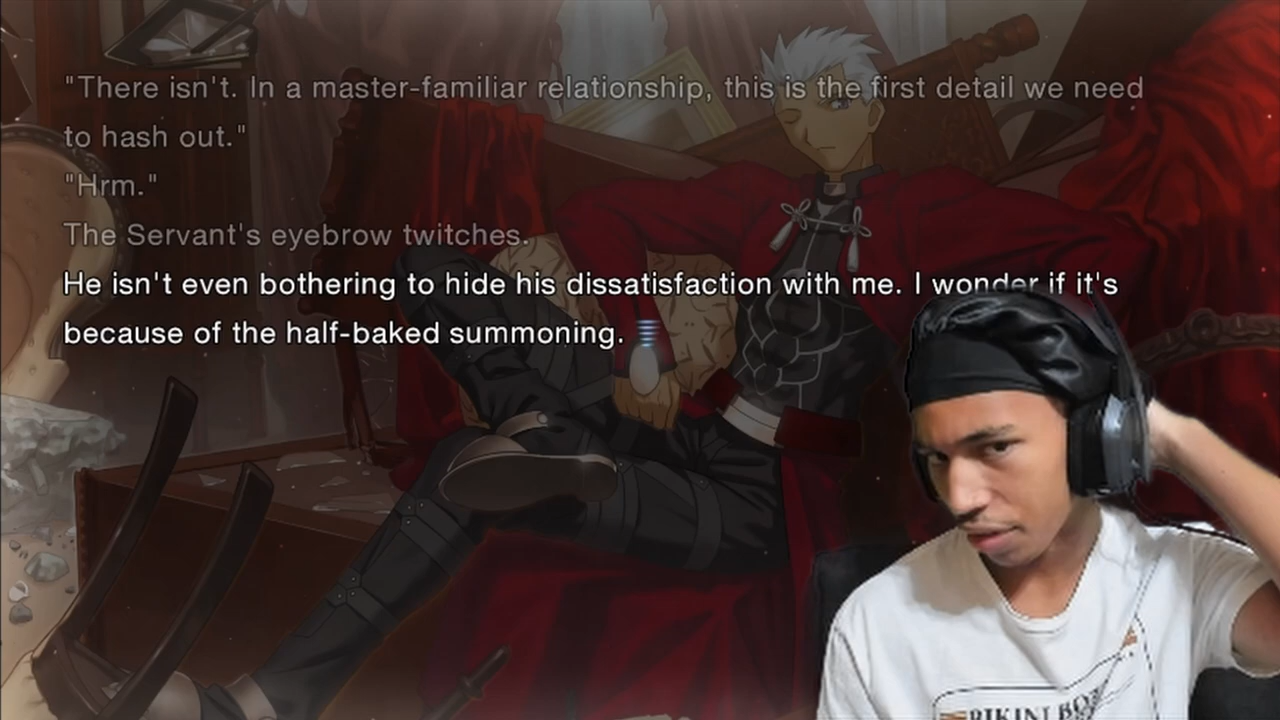 "There isn't. In a master-familiar relationship, this is the first detail we need
to hash out."
"Hrm."
The Servant's eyebrow twitches.
He isn't even bothering to hide his dissatisfaction with me. I wonder if it's
because of the half-baked summoning.
BIKINI BO